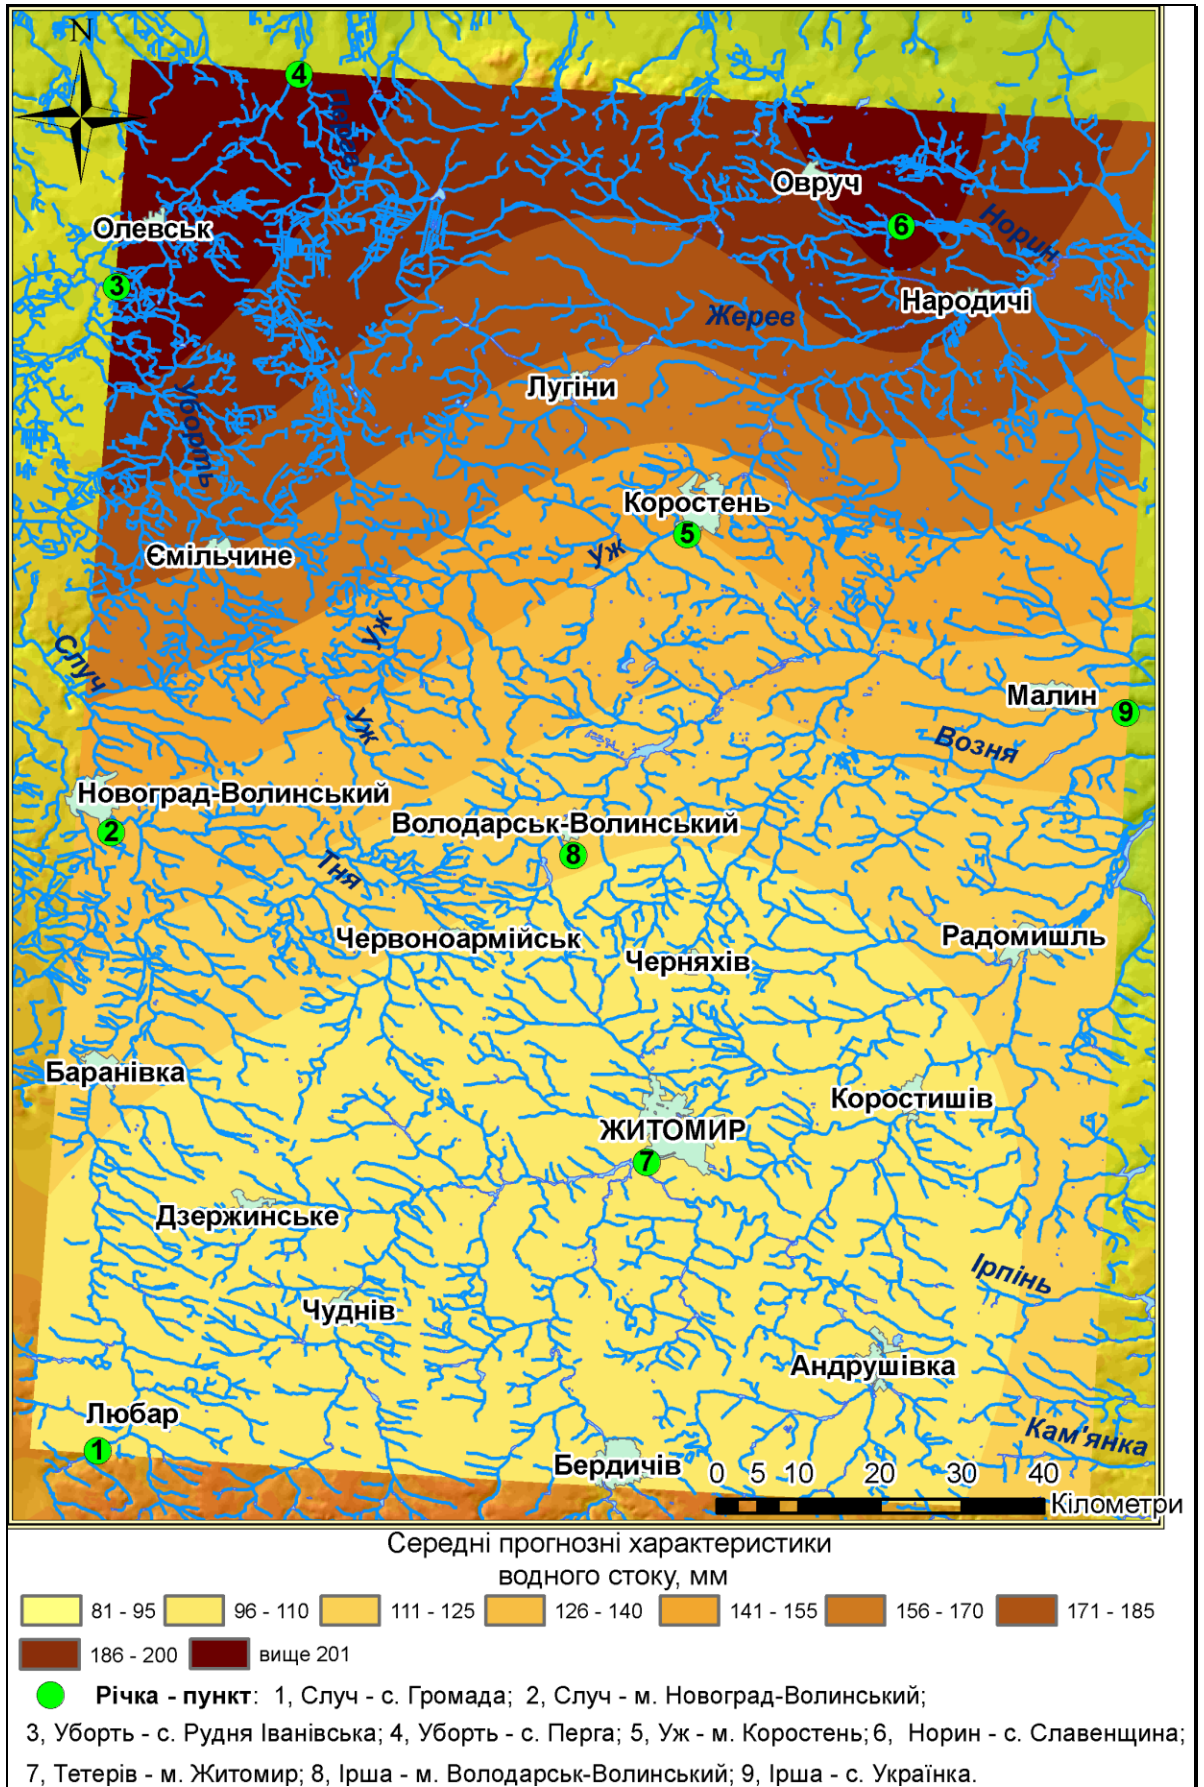 N
4
Перга
Овруч
6
Норин
Олевськ
3
Народичі
Жерев
Лугіни
Уборть
Коростень
5
Уж
Ємільчине
Уж
Случ
Малин
9
Уж
Возня
Новоград-Волинський
2
Володарськ-Волинський
8
Тня
Червоноармійськ
Радомишль
Черняхів
Баранівка
Коростишів
ЖИТОМИР
7
Дзержинське
Ірпінь
Чуднів
Андрушівка
Любар
1
Кам'янка
Бердичів
0 5 10 20 30 40
Кілометри
Середні прогнозні характеристики
водного стоку, мм
81 - 95 96 - 110 111 - 125 126 - 140 141 - 155 156 - 170 171 - 185
186 - 200 вище 201
Річка - пункт: 1, Случ - с. Громада; 2, Случ - м. Новоград-Волинський;
3, Уборть - с. Рудня Іванівська; 4, Уборть - с. Перга; 5, Уж - м. Коростень; 6, Норин - с. Славенщина;
7, Тетерів - м. Житомир; 8, Ірша - м. Володарськ-Волинський; 9, Ірша - с. Українка.